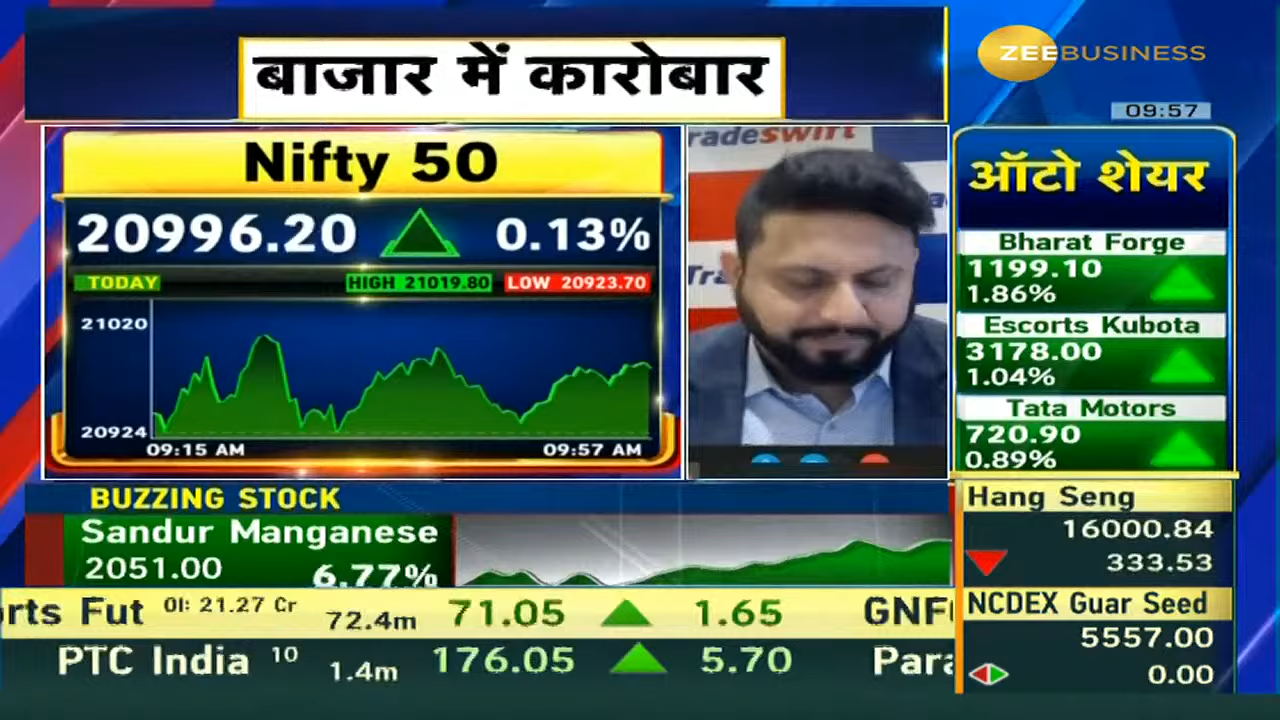 बाजार में कारोबार
ZEEBUSINESS
09:57
Nifty 50
20996.20 0.13%
TODAY HIGH 21019.80 LOW 20923.70
21020
20924
09:15 AM 09:57 AM
radeswift
ऑटो शेयर
Bharat Forge
1199.10
1.86%
Escorts Kubota
3178.00
1.04%
Tata Motors
720.90
0.89%
BUZZING STOCK
Sandur Manganese
2051.00 6.77%
Hang Seng
16000.84
333.53
NCDEX Guar Seed
5557.00
0.00
rts Fut OI: 21.27 Cr 72.4m 71.05 1.65 GNF
PTC India 10 1.4m 176.05 5.70 Para